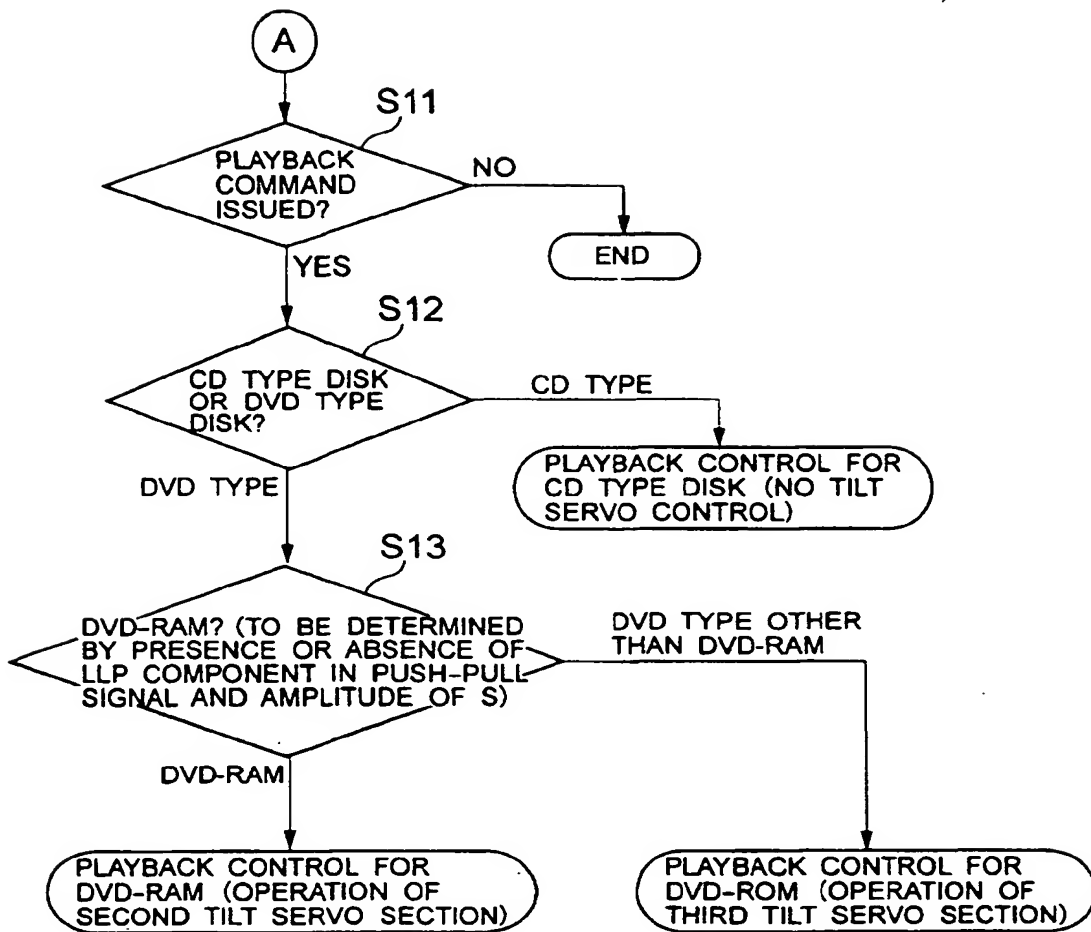 A
S11
PLAYBACK
COMMAND
ISSUED?
NO
END
YES
S12
CD TYPE DISK
OR DVD TYPE
DISK?
CD TYPE
PLAYBACK CONTROL FOR
CD TYPE DISK (NO TILT
SERVO CONTROL)
DVD TYPE
S13
DVD-RAM? (TO BE DETERMINED
BY PRESENCE OR ABSENCE OF
LLP COMPONENT IN PUSH-PULL
SIGNAL AND AMPLITUDE OF S)
DVD TYPE OTHER
THAN DVD-RAM
DVD-RAM
PLAYBACK CONTROL FOR
DVD-RAM (OPERATION OF
SECOND TILT SERVO SECTION)
PLAYBACK CONTROL FOR
DVD-ROM (OPERATION OF
THIRD TILT SERVO SECTION)